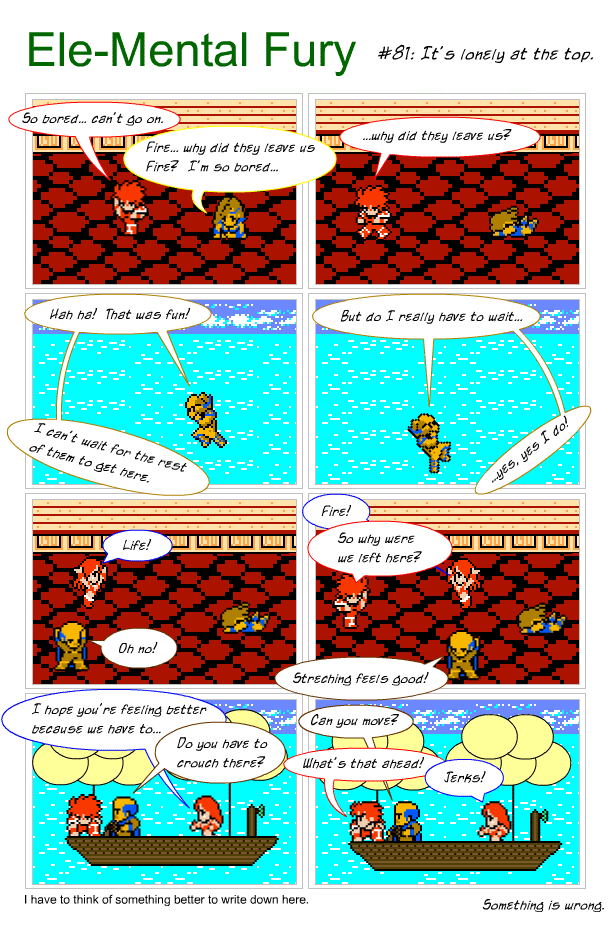 Ele-Mental Fury
#81: It's lonely at the top.
So bored... can't go on.
Fire... why did they leave us
Fire? I'm so bored...
...why did they leave us?
Hah ha! That was fun!
I can't wait for the rest
of them to get here.
But do I really have to wait...
...yes, yes I do!
Life!
Oh no!
Fire!
So why were
we left here?
Streching feels good!
I hope you're feeling better
because we have to...
Do you have to
crouch there?
Can you move?
What's that ahead!
Jerks!
I have to think of something better to write down here.
Something is wrong.